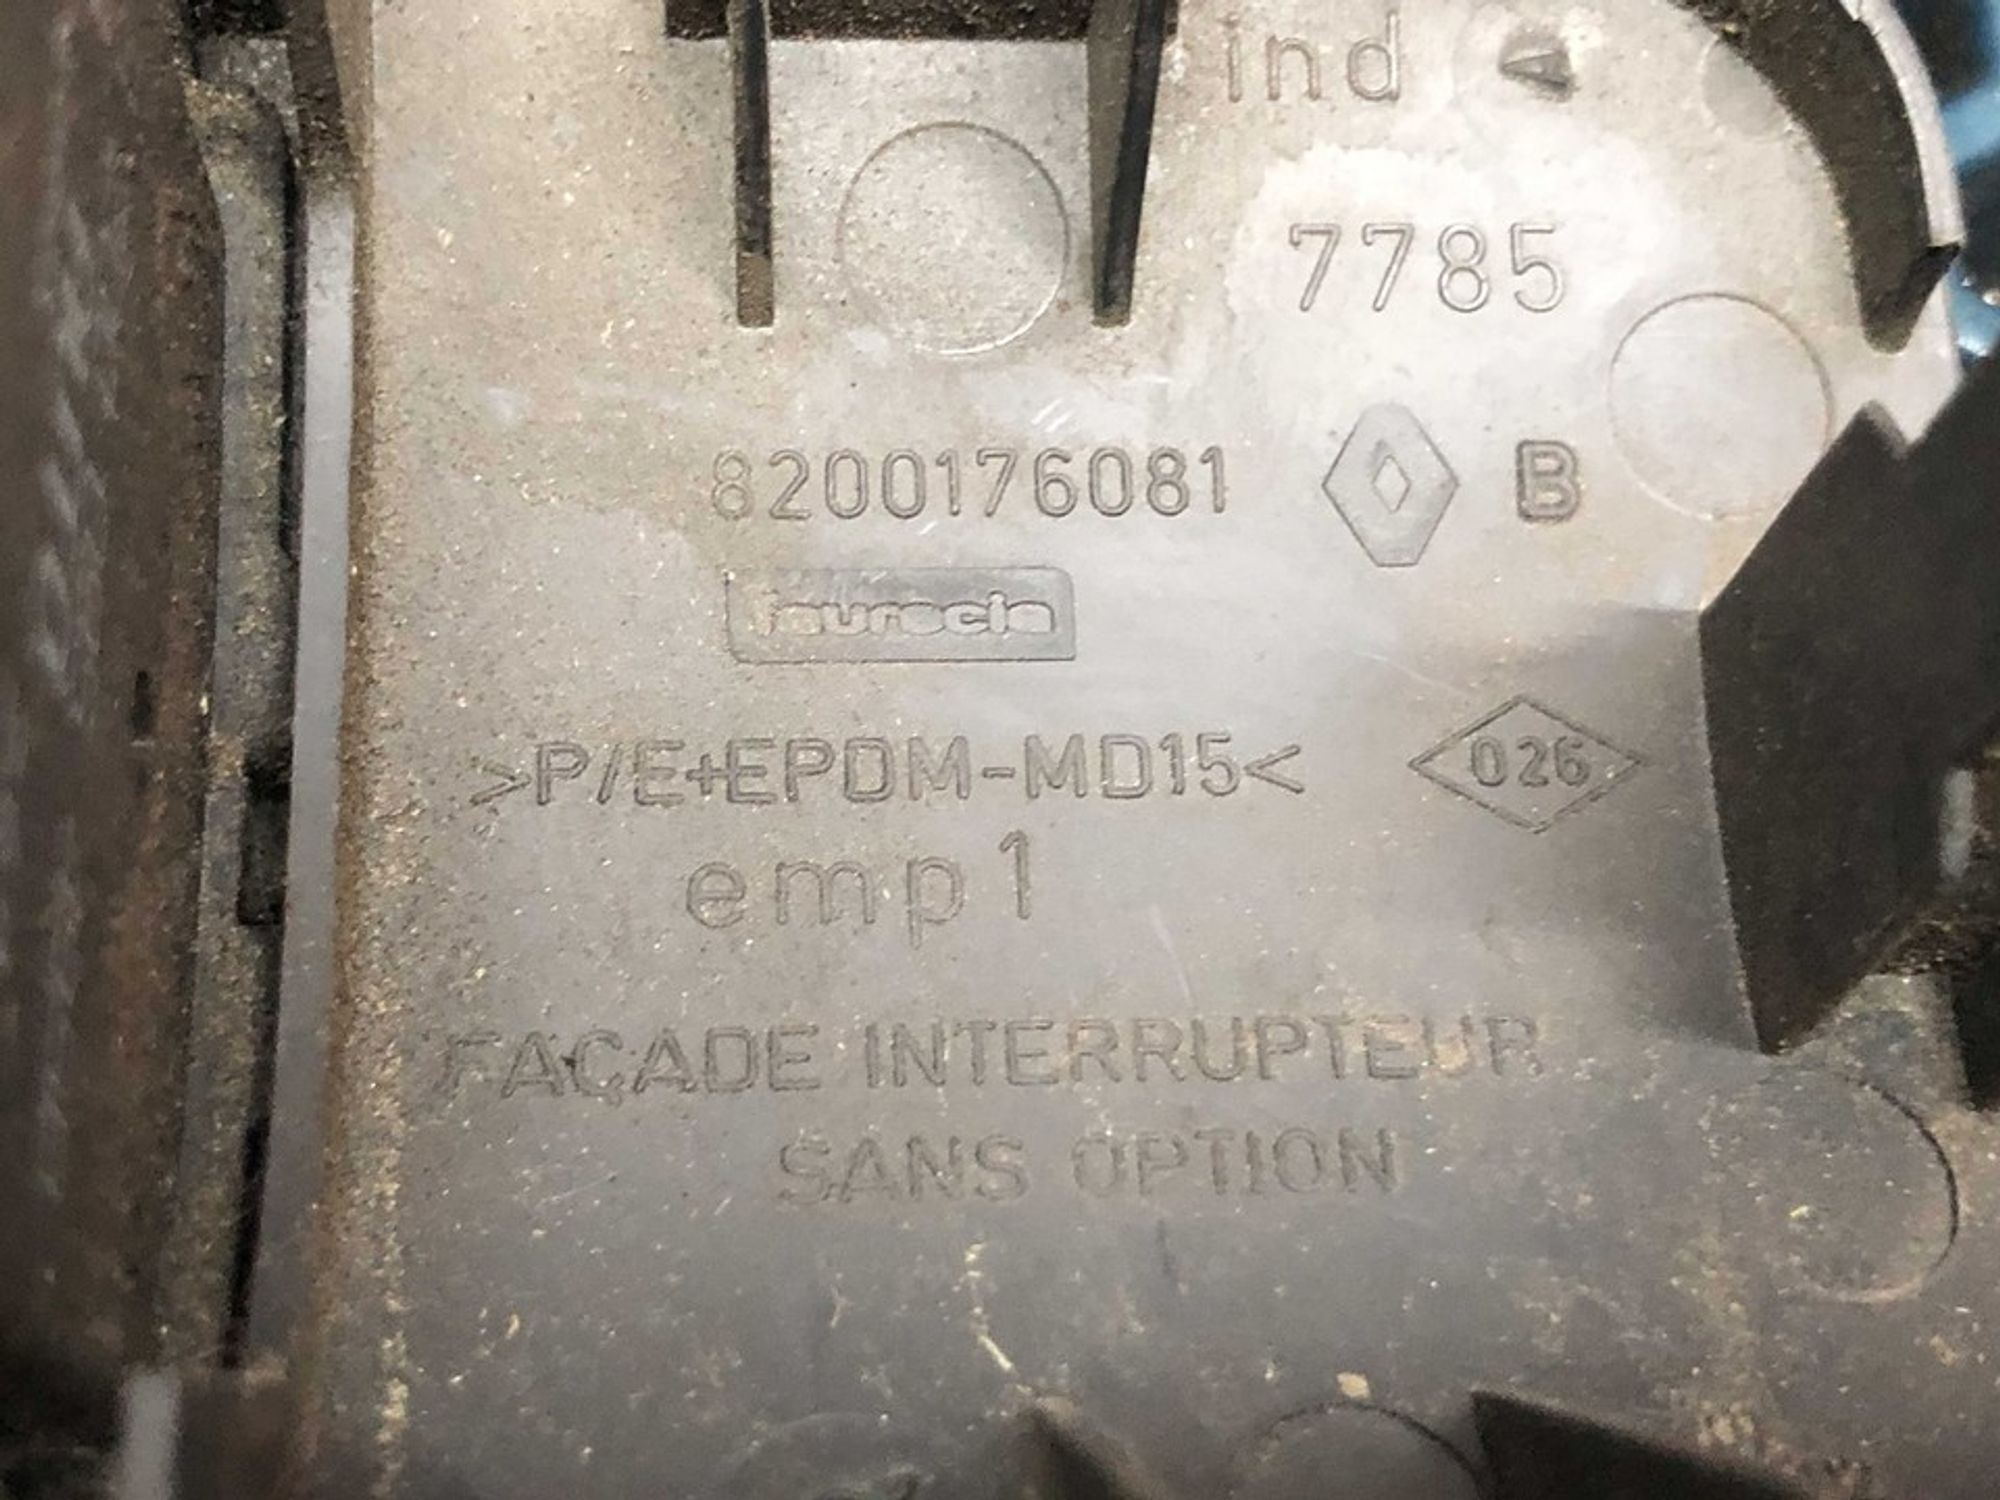 ind A
7785
8200176081 B
faurecia
>P/E+EPDM-MD15< 026
emp1
FAÇADE INTERRUPTEUR
SANS OPTION